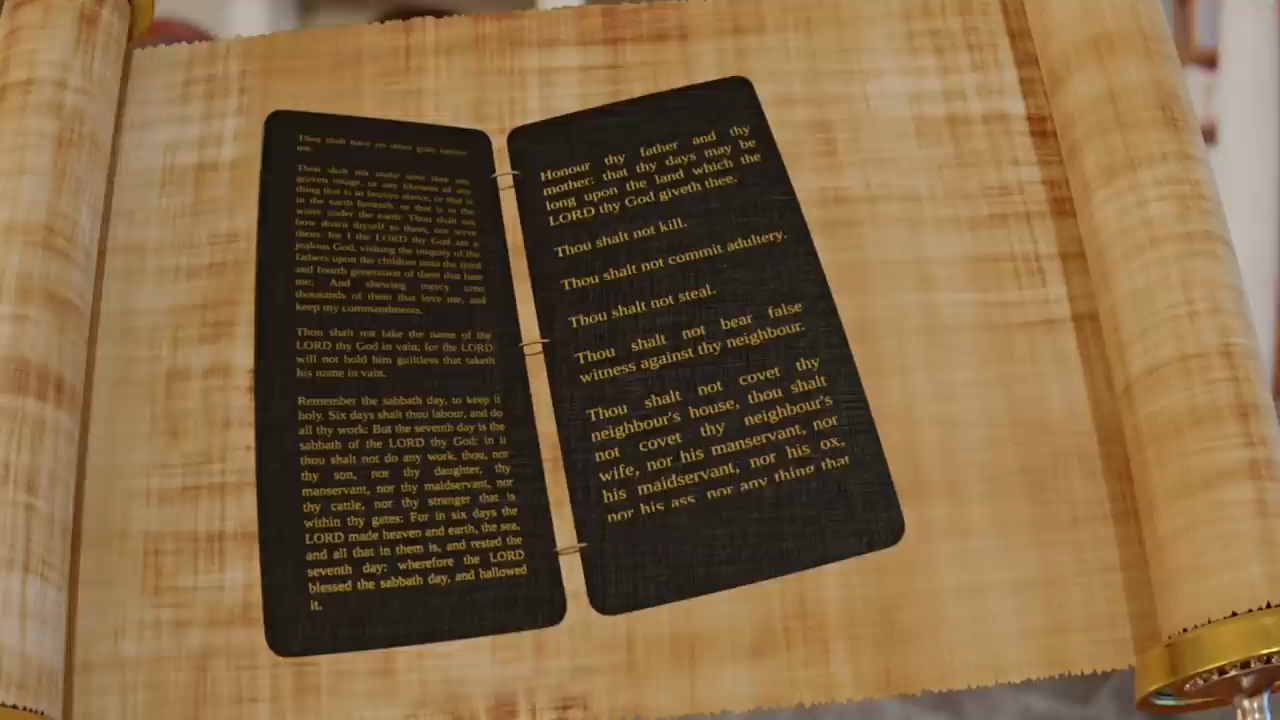 Thou shalt have no other gods before
me.
Thou shalt not make unto thee any
graven image, or any likeness of any
thing that is in heaven above, or that is
in the earth beneath, or that is in the
water under the earth: Thou shalt not
bow down thyself to them, nor serve
them: for I the LORD thy God am a
jealous God, visiting the iniquity of the
fathers upon the children unto the third
and fourth generation of them that hate
me; And shewing mercy unto
thousands of them that love me, and
keep my commandments.
Thou shalt not take the name of the
LORD thy God in vain; for the LORD
will not hold him guiltless that taketh
his name in vain.
Remember the sabbath day, to keep it
holy. Six days shalt thou labour, and do
all thy work: But the seventh day is the
sabbath of the LORD thy God: in it
thou shalt not do any work, thou, nor
thy son, nor thy daughter, thy
manservant, nor thy maidservant, nor
thy cattle, nor thy stranger that is
within thy gates: For in six days the
LORD made heaven and earth, the sea,
and all that in them is, and rested the
seventh day: wherefore the LORD
blessed the sabbath day, and hallowed
it.
Honour thy father and thy
mother: that thy days may be
long upon the land which the
LORD thy God giveth thee.
Thou shalt not kill.
Thou shalt not commit adultery.
Thou shalt not steal.
Thou shalt not bear false
witness against thy neighbour.
Thou shalt not covet thy
neighbour's house, thou shalt
not covet thy neighbour's
wife, nor his manservant, nor
his maidservant, nor his ox,
nor his ass, nor any thing that